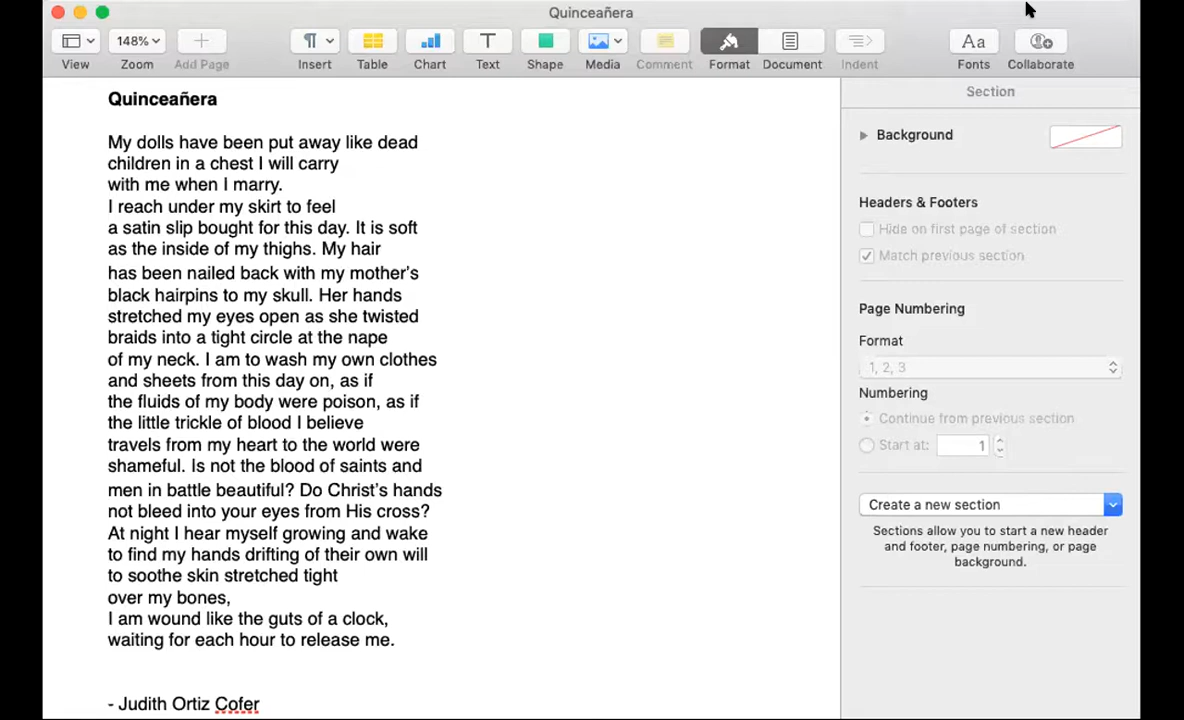 Quinceañera
148%
View
Zoom
Add Page
Insert
Table
Chart
Text
Shape
Media
Comment
Format
Document
Indent
Aa
Fonts
Collaborate
Quinceañera
My dolls have been put away like dead
children in a chest I will carry
with me when I marry.
I reach under my skirt to feel
a satin slip bought for this day. It is soft
as the inside of my thighs. My hair
has been nailed back with my mother’s
black hairpins to my skull. Her hands
stretched my eyes open as she twisted
braids into a tight circle at the nape
of my neck. I am to wash my own clothes
and sheets from this day on, as if
the fluids of my body were poison, as if
the little trickle of blood I believe
travels from my heart to the world were
shameful. Is not the blood of saints and
men in battle beautiful? Do Christ’s hands
not bleed into your eyes from His cross?
At night I hear myself growing and wake
to find my hands drifting of their own will
to soothe skin stretched tight
over my bones,
I am wound like the guts of a clock,
waiting for each hour to release me.
- Judith Ortiz Cofer
Section
Background
Headers & Footers
Hide on first page of section
Match previous section
Page Numbering
Format
1, 2, 3
Numbering
Continue from previous section
Start at: 1
Create a new section
Sections allow you to start a new header
and footer, page numbering, or page
background.